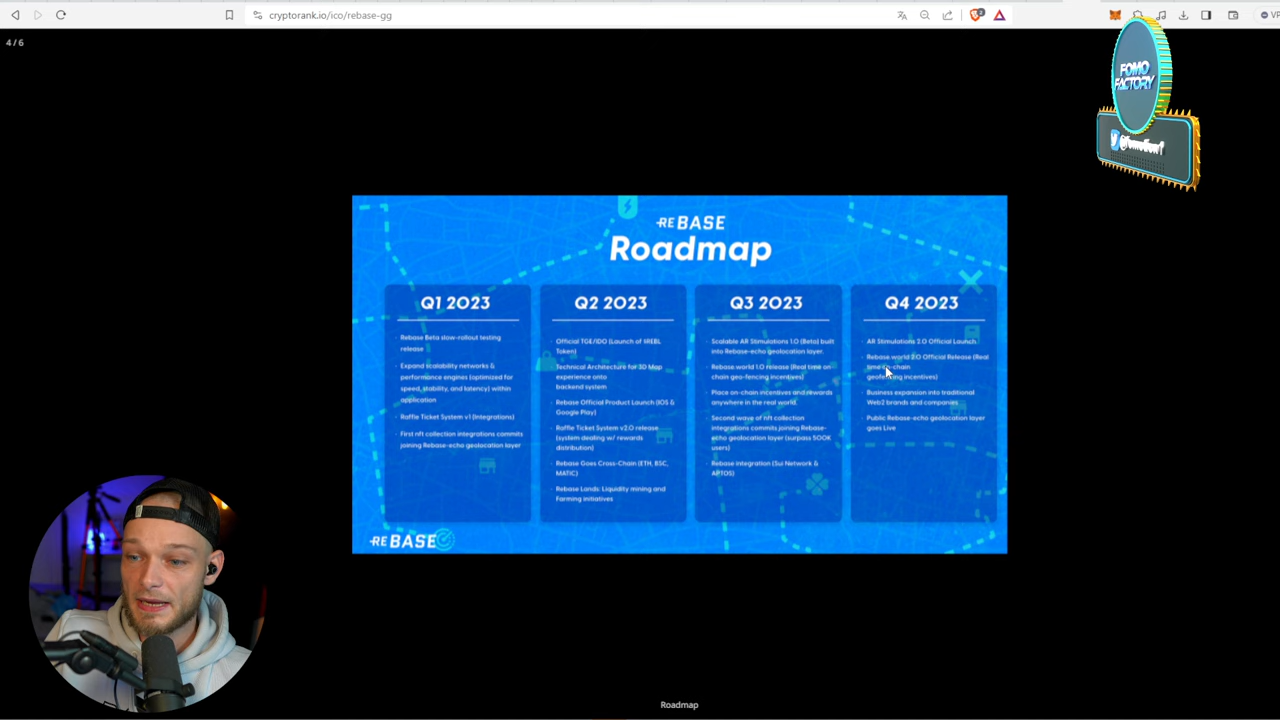 cryptorank.io/ico/rebase-gg
VP
4 / 6
FOMO
FACTORY
REBASE
Roadmap
Q1 2023
Rebase Beta slow-rollout testing
release
Expand scalability networks &
performance engines (optimized for
speed, stability, and latency) within
application
Raffle Ticket System v1 (Integrations)
First nft collection integrations commits
joining Rebase-echo geolocation layer
Q2 2023
Official TGE/IDO (Launch of $IREBL
Token)
Technical Architecture for 3D Map
experience onto
backend system
Rebase Official Product Launch (IOS &
Google Play)
Raffle Ticket System v2.0 release
(system dealing w/ rewards
distribution)
Rebase Goes Cross-Chain (ETH, BSC,
MATIC)
Rebase Lands: Liquidity mining and
Farming initiatives
Q3 2023
Scalable AR Stimulations 1.0 (Beta) built
into Rebase-echo geolocation layer.
Rebase.world 1.0 release (Real time on-
chain geo-fencing incentives)
Place on-chain incentives and rewards
anywhere in the real world.
Second wave of nft collection
integrations commits joining Rebase-
echo geolocation layer (surpass 500K
users)
Rebase Integration (Sui Network &
APTOS)
Q4 2023
AR Stimulations 2.0 Official Launch
Rebase.world 2.0 Official Release (Real
time on-chain
geofencing incentives)
Business expansion into traditional
Web2 brands and companies
Public Rebase-echo geolocation layer
goes Live
REBASE
Roadmap